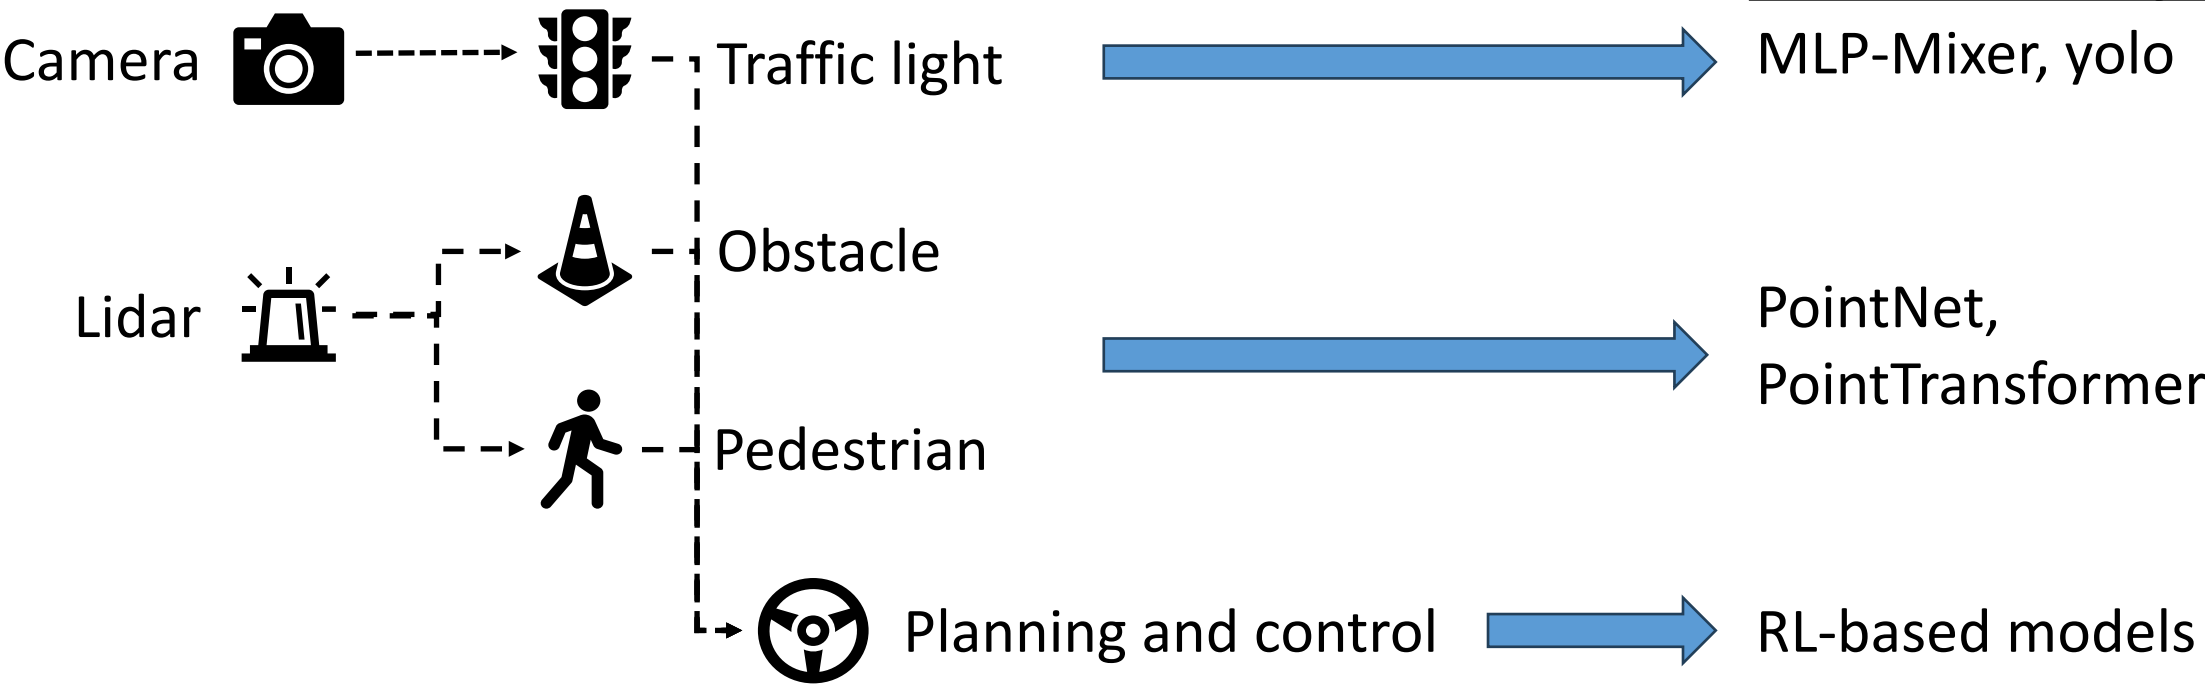 Camera
Traffic light
MLP-Mixer, yolo
Obstacle
Lidar
PointNet,
PointTransformer
Pedestrian
Planning and control
RL-based models